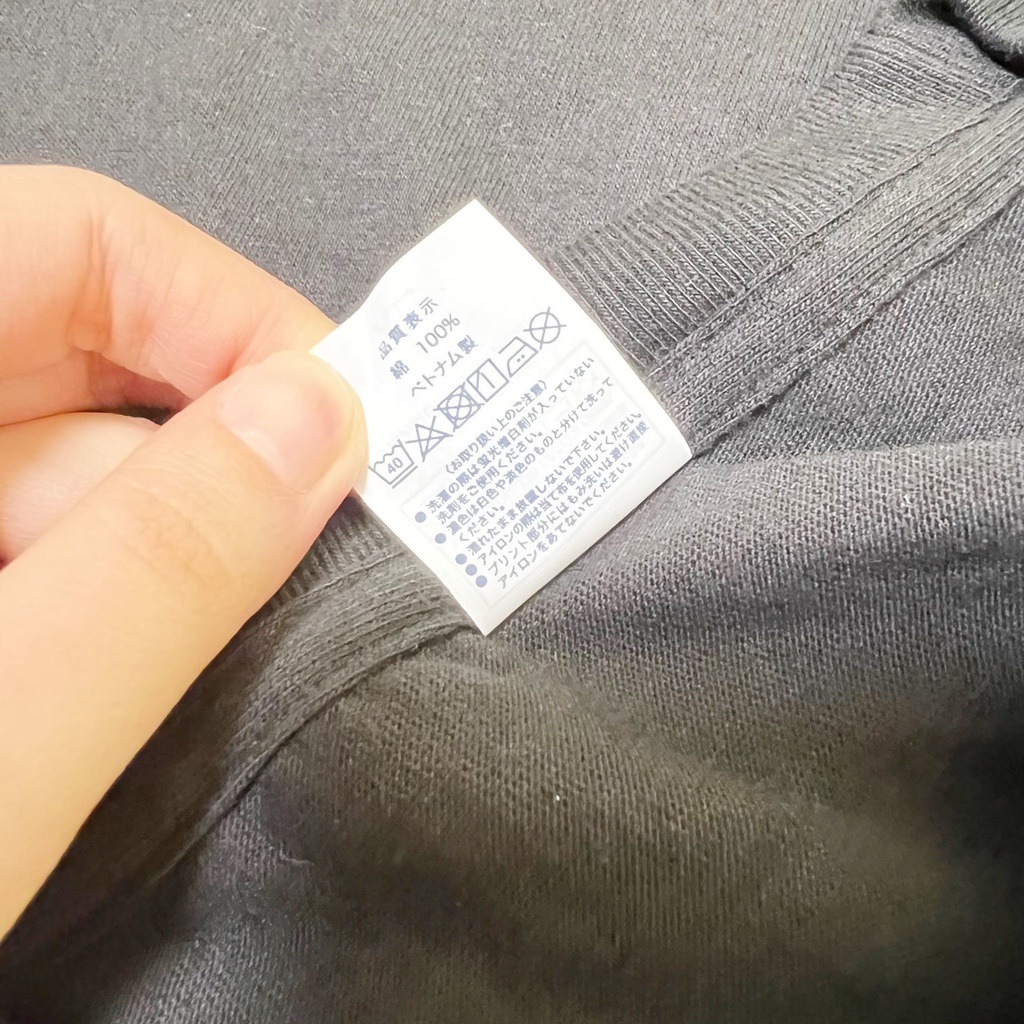 品質表示
綿 100%
ベトナム製
40
〈お取り扱い上のご注意〉
● 洗濯の際は蛍光増白剤が入っていない
洗剤をご使用ください。
● 濃色は白色や淡色のものと分けて洗って
ください。
● 濡れたまま放置しないで下さい。
● アイロンの際は当て布を使用してください。
● プリント部分にはもみ洗いは避け直接
アイロンをあてないでください。